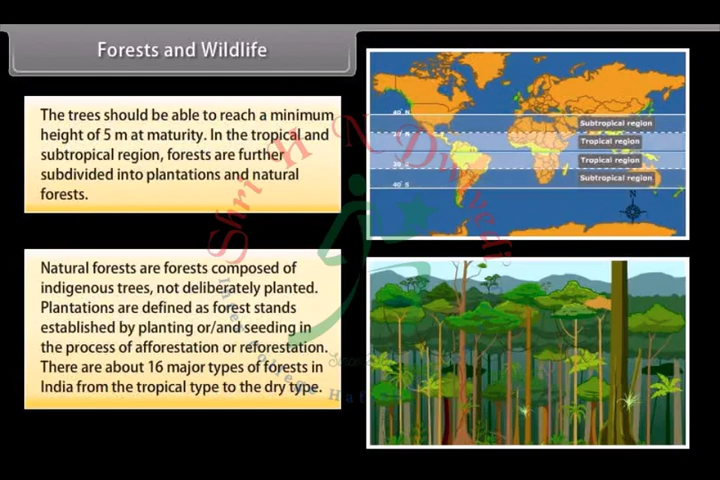 Forests and Wildlife
The trees should be able to reach a minimum
height of 5 m at maturity. In the tropical and
subtropical region, forests are further
subdivided into plantations and natural
forests.
Natural forests are forests composed of
indigenous trees, not deliberately planted.
Plantations are defined as forest stands
established by planting or/and seeding in
the process of afforestation or reforestation.
There are about 16 major types of forests in
India from the tropical type to the dry type.
40° N
Subtropical region
Tropical region
Tropical region
Subtropical region
40° S
N
Shri H N Dwivedi